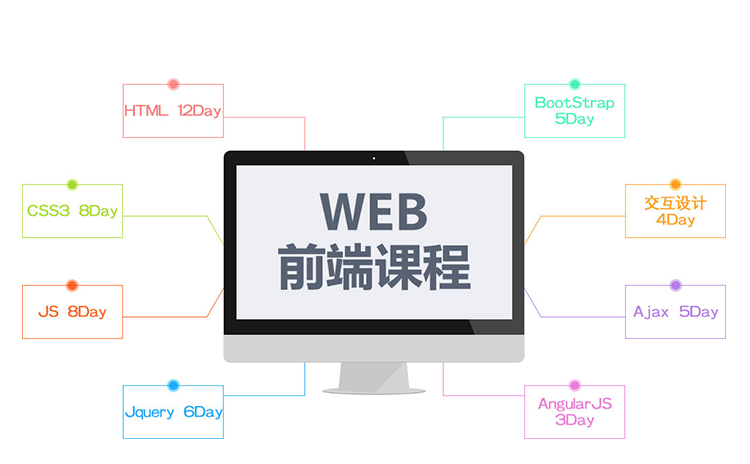 HTML 12Day
BootStrap
5Day
CSS3 8Day
WEB
前端课程
交互设计
4Day
JS 8Day
Ajax 5Day
Jquery 6Day
AngularJS
3Day